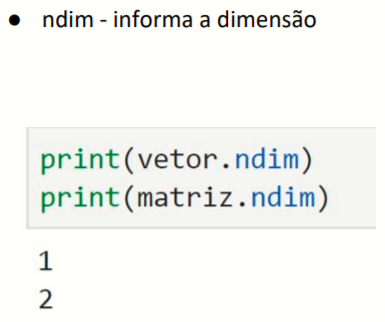 ● ndim - informa a dimensão
print(vetor.ndim)
print(matriz.ndim)
1
2